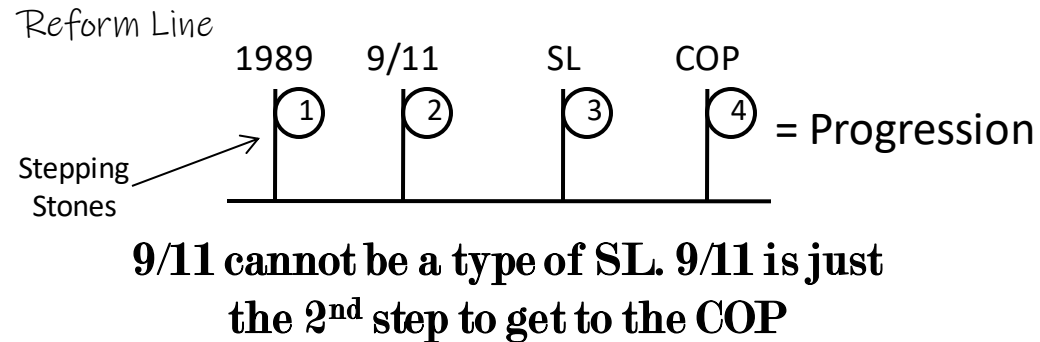 Reform Line
1989 9/11 SL COP
1 2 3 4 = Progression
Stepping
Stones
9/11 cannot be a type of SL. 9/11 is just
the 2nd step to get to the COP